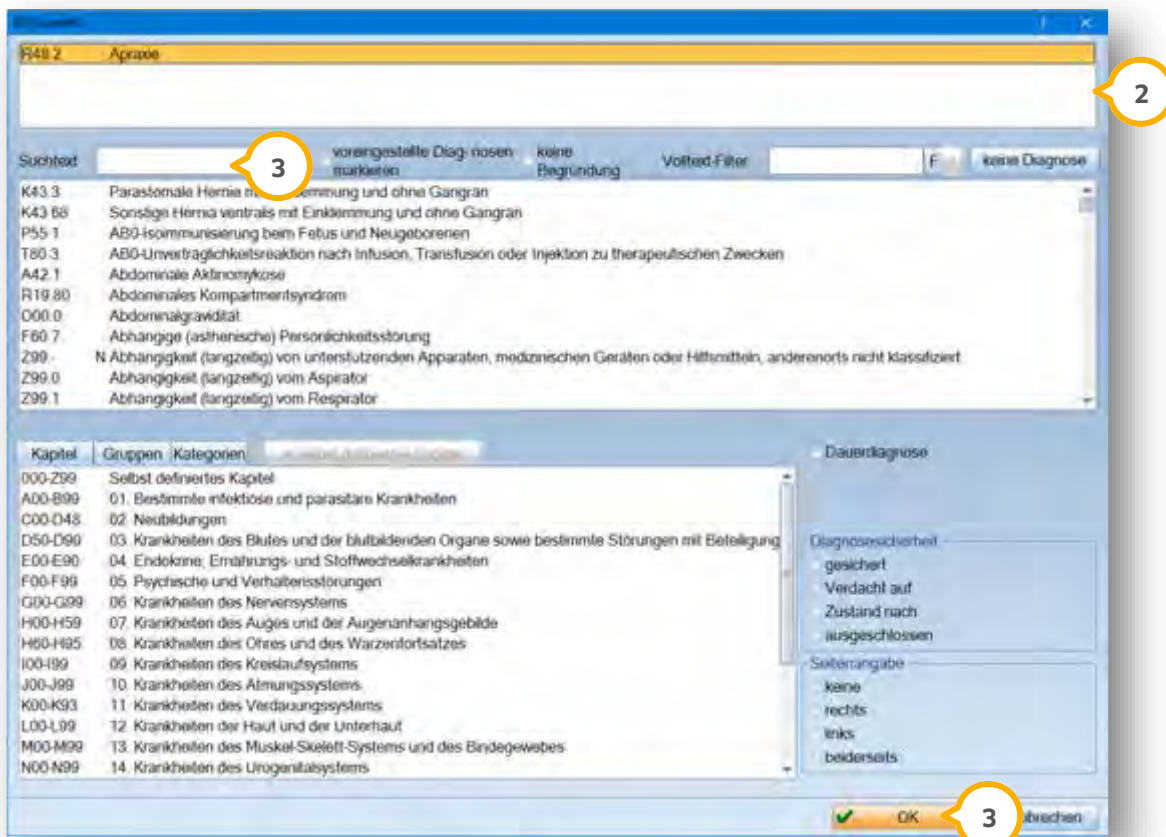 R48.2 Apraxie
2
Suchtext 3 voreingestellte Diag- nosen markieren keine Begründung Volltext-Filter F keine Diagnose
K43.3 Parastomale Hernie mit Einklemmung und ohne Gangrän
K43.68 Sonstige Hernia ventralis mit Einklemmung und ohne Gangrän
P55.1 AB0-Isoimmunisierung beim Fetus und Neugeborenen
T80.3 AB0-Unverträglichkeitsreaktion nach Infusion, Transfusion oder Injektion zu therapeutischen Zwecken
A42.1 Abdominale Aktinomykose
R19.80 Abdominales Kompartmentsyndrom
O00.0 Abdominalgravidität
F60.7 Abhängige (asthenische) Persönlichkeitsstörung
Z99.- N Abhängigkeit (langzeitig) von unterstützenden Apparaten, medizinischen Geräten oder Hilfsmitteln, anderenorts nicht klassifiziert
Z99.0 Abhängigkeit (langzeitig) vom Aspirator
Z99.1 Abhängigkeit (langzeitig) vom Respirator
Kapitel Gruppen Kategorien
000-Z99 Selbst definiertes Kapitel
A00-B99 01. Bestimmte infektiöse und parasitäre Krankheiten
C00-D48 02. Neubildungen
D50-D90 03. Krankheiten des Blutes und der blutbildenden Organe sowie bestimmte Störungen mit Beteiligung
E00-E90 04. Endokrine, Ernährungs- und Stoffwechselkrankheiten
F00-F99 05. Psychische und Verhaltensstörungen
G00-G99 06. Krankheiten des Nervensystems
H00-H59 07. Krankheiten des Auges und der Augenanhangsgebilde
H60-H95 08. Krankheiten des Ohres und des Warzenfortsatzes
I00-I99 09. Krankheiten des Kreislaufsystems
J00-J99 10. Krankheiten des Atmungssystems
K00-K93 11. Krankheiten des Verdauungssystems
L00-L99 12. Krankheiten der Haut und der Unterhaut
M00-M99 13. Krankheiten des Muskel-Skelett-Systems und des Bindegewebes
N00-N99 14. Krankheiten des Urogenitalsystems
Dauerdiagnose
Diagnosesicherheit
gesichert
Verdacht auf
Zustand nach
ausgeschlossen
Seitenangabe
keine
rechts
links
beiderseits
OK 3 brechen